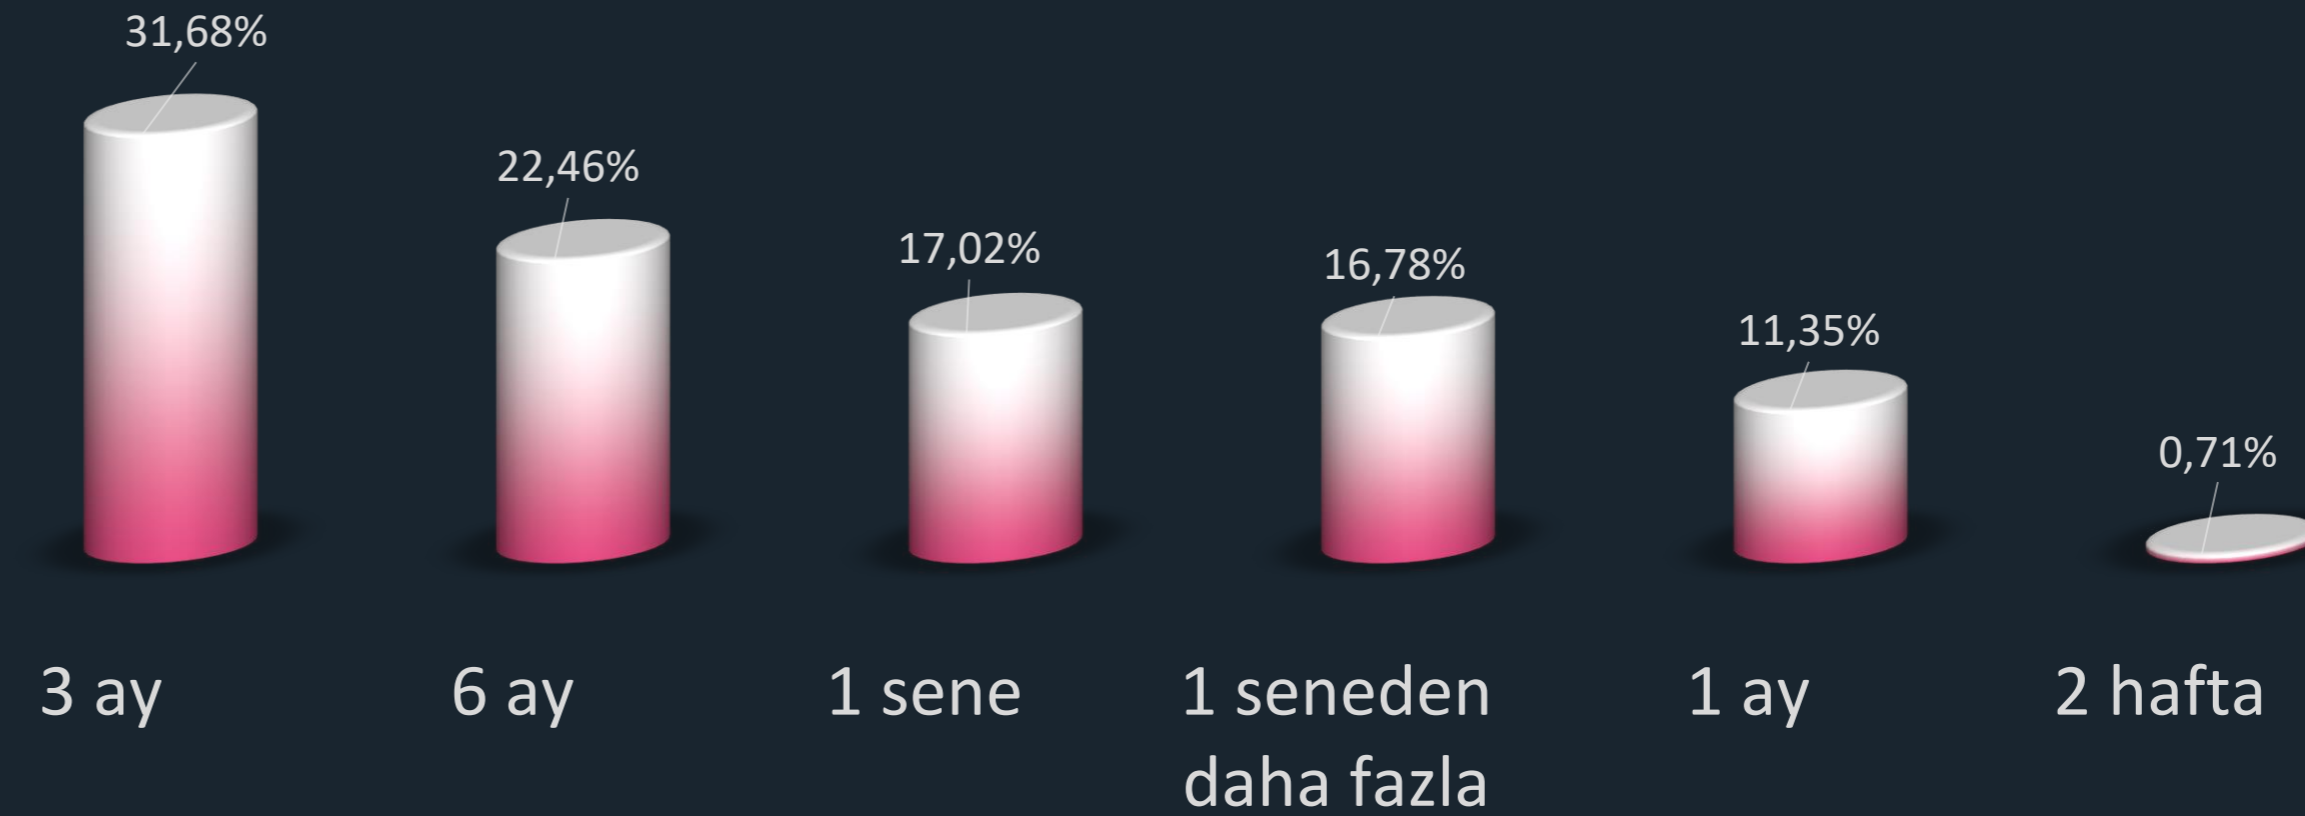 31,68%
22,46%
17,02%
16,78%
11,35%
0,71%
3 ay
6 ay
1 sene
1 seneden
daha fazla
1 ay
2 hafta